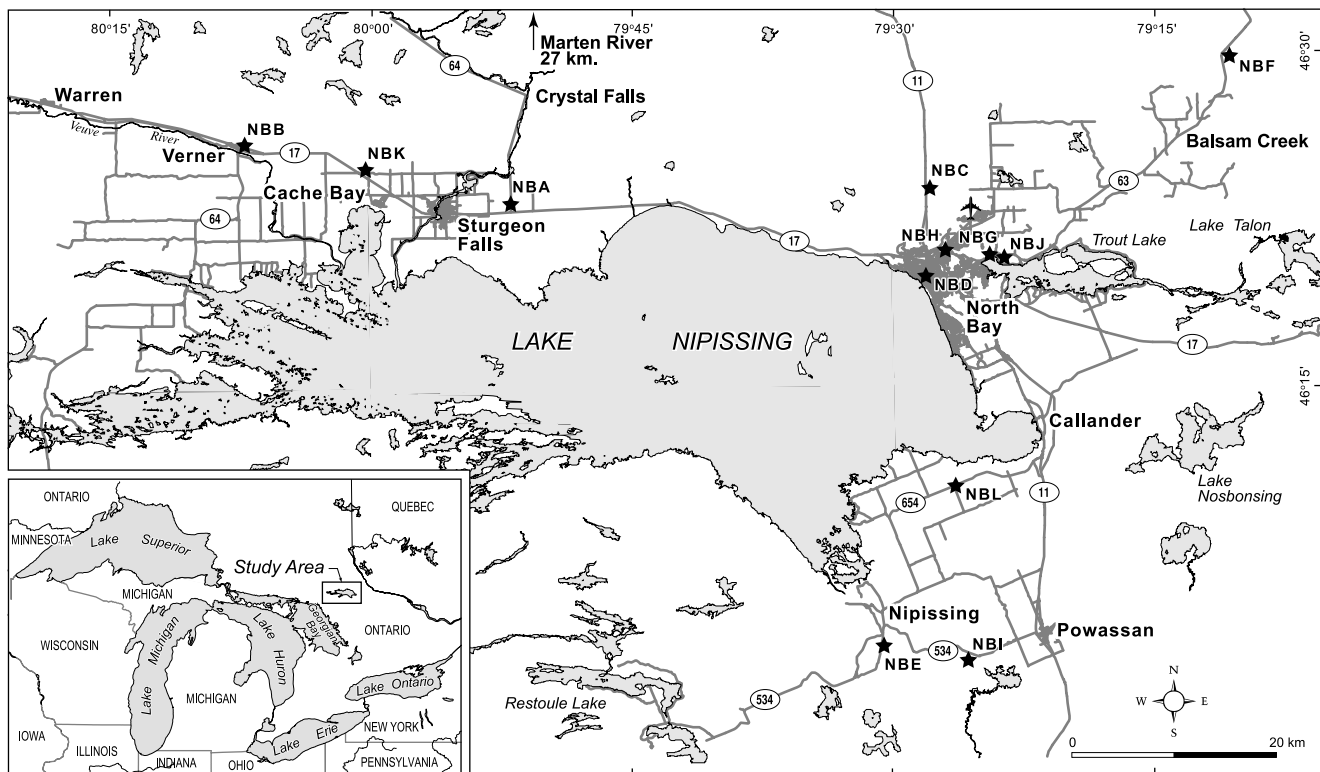 80°15'
80°00'
79°45'
79°30'
79°15'
46°30'
Marten River
27 km.
64
11
NBF
Warren
Crystal Falls
Veuve
River
NBB
Verner
17
NBK
Balsam Creek
NBC
63
Cache Bay
NBA
64
Sturgeon
Falls
17
NBH
NBG
NBJ
Trout Lake
Lake Talon
NBD
North
Bay
LAKE NIPISSING
17
46°15'
Callander
Lake
Nosbonsing
NBL
654
11
Nipissing
Powassan
NBE
534
NBI
Restoule Lake
534
N
W
E
S
0
20 km
ONTARIO
QUEBEC
MINNESOTA
Lake Superior
Study Area
MICHIGAN
Georgian
Bay
WISCONSIN
Lake Michigan
Lake
Huron
ONTARIO
MICHIGAN
Lake Ontario
NEW YORK
Lake Erie
IOWA
ILLINOIS
INDIANA
OHIO
PENNSYLVANIA